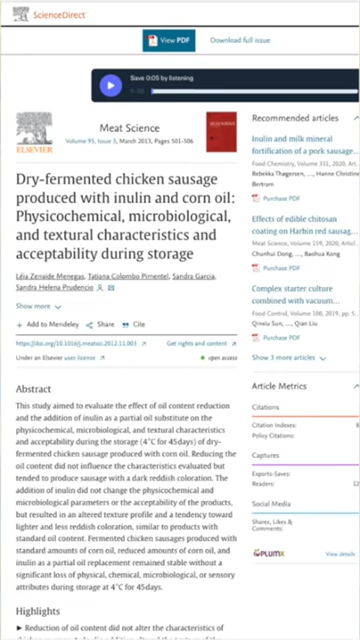 ScienceDirect
View PDF
Download full issue
Save 0:05 by listening
0:00
ELSEVIER
Meat Science
Volume 93, Issue 3, March 2013, Pages 501-506
Dry-fermented chicken sausage
produced with inulin and corn oil:
Physicochemical, microbiological,
and textural characteristics and
acceptability during storage
Léia Zenaide Menegas, Tatiana Colombo Pimentel, Sandra Garcia,
Sandra Helena Prudencio
Show more
+ Add to Mendeley Share Cite
https://doi.org/10.1016/j.meatsci.2012.11.003
Get rights and content
Under an Elsevier user license
open access
Abstract
This study aimed to evaluate the effect of oil content reduction
and the addition of inulin as a partial oil substitute on the
physicochemical, microbiological, and textural characteristics
and acceptability during the storage (4°C for 45days) of dry-
fermented chicken sausage produced with corn oil. Reducing the
oil content did not influence the characteristics evaluated but
tended to produce sausage with a dark reddish coloration. The
addition of inulin did not change the physicochemical and
microbiological parameters or the acceptability of the products,
but resulted in an altered texture profile and a tendency toward
lighter and less reddish coloration, similar to products with
standard oil content. Fermented chicken sausages produced with
standard amounts of corn oil, reduced amounts of corn oil, and
inulin as a partial oil replacement remained stable without a
significant loss of physical, chemical, microbiological, or sensory
attributes during storage at 4°C for 45days.
Highlights
► Reduction of oil content did not alter the characteristics of
Recommended articles
Inulin and milk mineral
fortification of a pork sausage...
Food Chemistry, Volume 331, 2020, Art.
Rebekka Thøgersen, ..., Hanne Christine
Bertram
Purchase PDF
Effects of edible chitosan
coating on Harbin red sausag...
Meat Science, Volume 159, 2020, Articl...
Chunhui Dong, ..., Baohua Kong
Purchase PDF
Complex starter culture
combined with vacuum...
Food Control, Volume 100, 2019, pp. 5...
Qinxiu Sun, ..., Qian Liu
Purchase PDF
Show 3 more articles
Article Metrics
Citations
Citation Indexes:
Policy Citations:
Captures
Exports-Saves:
Readers:
Social Media
Shares, Likes &
Comments:
PLUMX
View details